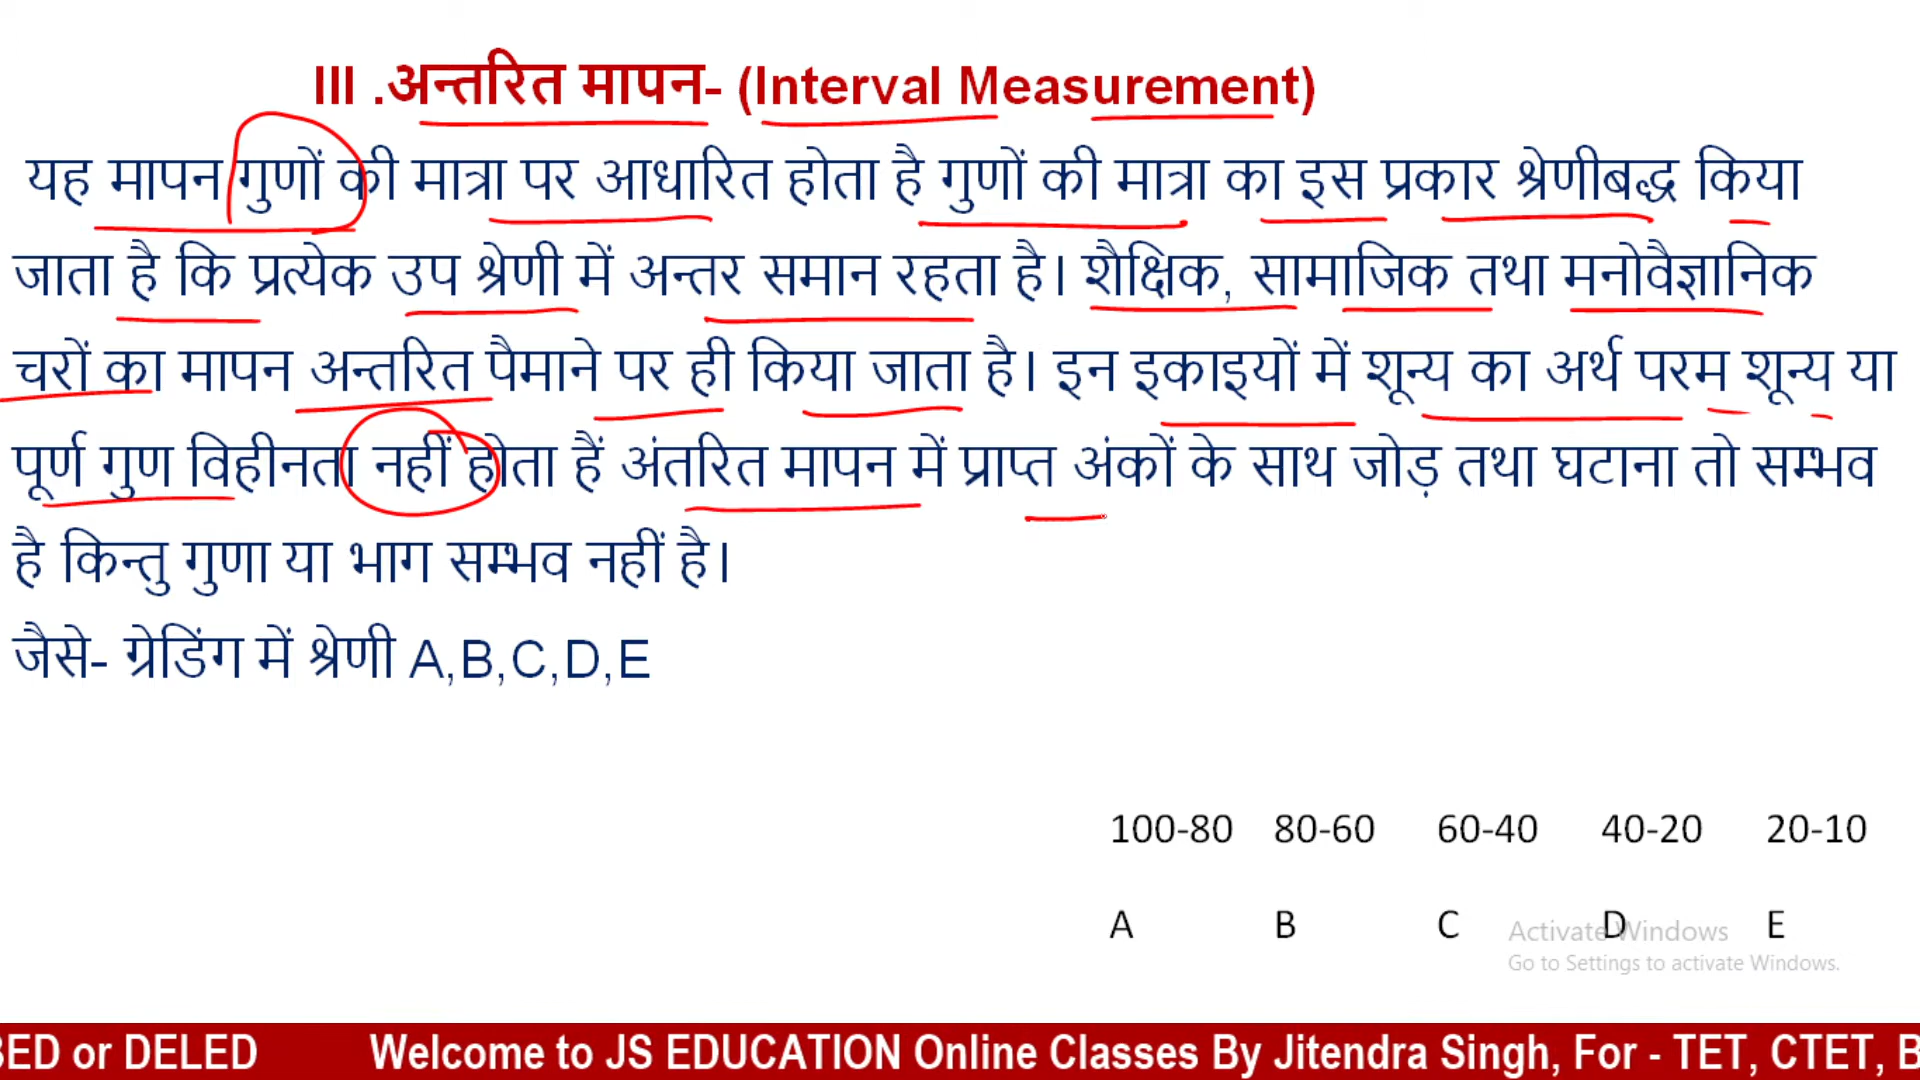 III .अन्तरित मापन- (Interval Measurement)
यह मापन गुणों की मात्रा पर आधारित होता है गुणों की मात्रा का इस प्रकार श्रेणीबद्ध किया
जाता है कि प्रत्येक उप श्रेणी में अन्तर समान रहता है। शैक्षिक, सामाजिक तथा मनोवैज्ञानिक
चरों का मापन अन्तरित पैमाने पर ही किया जाता है। इन इकाइयों में शून्य का अर्थ परम शून्य या
पूर्ण गुण विहीनता नहीं होता हैं अंतरित मापन में प्राप्त अंकों के साथ जोड़ तथा घटाना तो सम्भव
है किन्तु गुणा या भाग सम्भव नहीं है।
जैसे- ग्रेडिंग में श्रेणी A,B,C,D,E
100-80 80-60 60-40 40-20 20-10
A B C D E
Activate Windows
Go to Settings to activate Windows.
BED or DELED Welcome to JS EDUCATION Online Classes By Jitendra Singh, For - TET, CTET, B